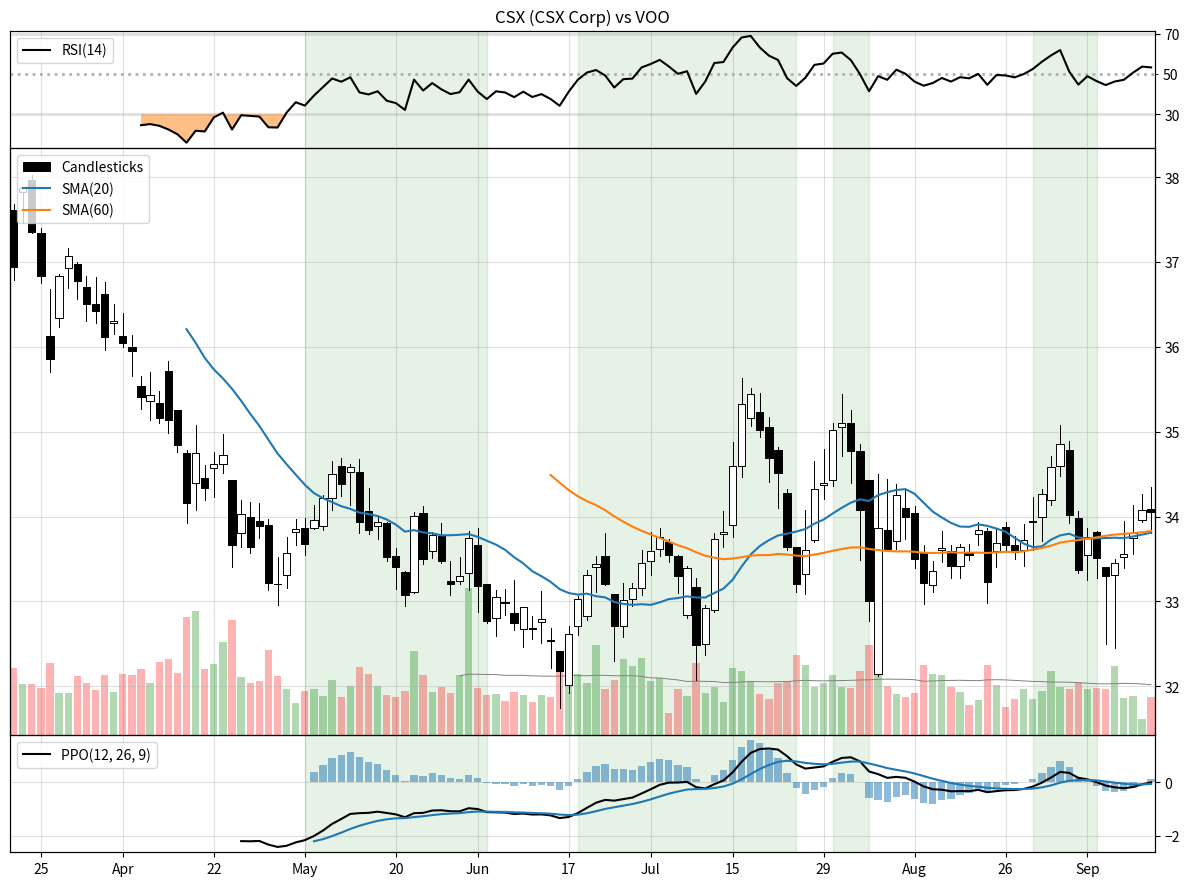 CSX (CSX Corp) vs VOO
RSI(14)
70
50
30
Candlesticks
SMA(20)
SMA(60)
38
37
36
35
34
33
32
PPO(12, 26, 9)
0
−2
25 Apr 22 May 20 Jun 17 Jul 15 29 Aug 26 Sep